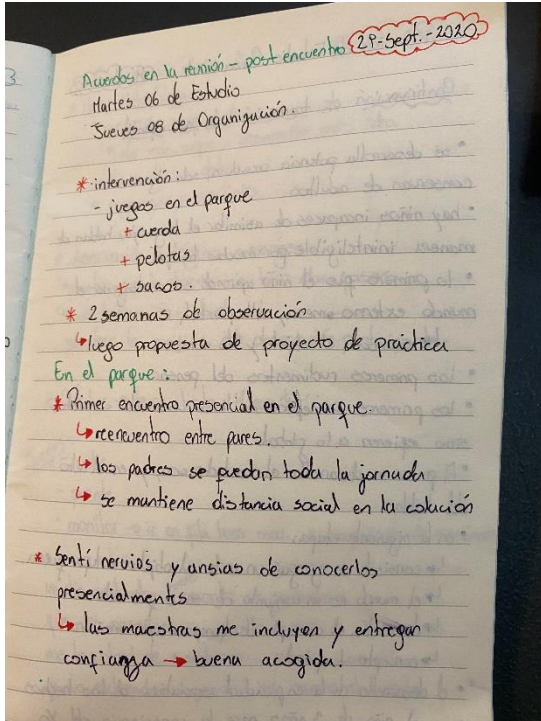 Acuerdos en la reunión - post encuentro 29-Sept.-2020
Martes 06 de Estudio
Jueves 08 de Organización.
* intervención:
- juegos en el parque
+ cuerda
+ pelotas
+ sacos.
* 2 semanas de observación
↳ luego propuesta de proyecto de práctica
En el parque:
* Primer encuentro presencial en el parque.
↳ reencuentro entre pares.
↳ los padres se quedan toda la jornada
↳ se mantiene distancia social en la colación
* Sentí nervios y ansias de conocerlos
presencialmentes
↳ las maestras me incluyen y entregan
confianza → buena acogida.